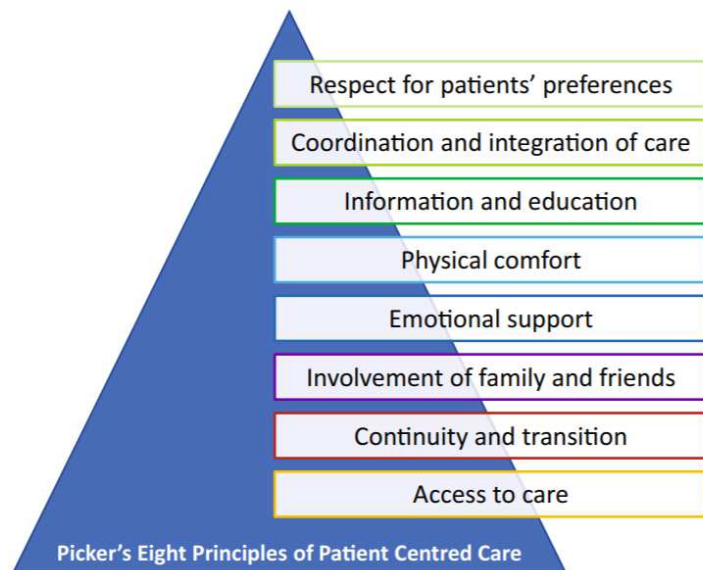 Respect for patients’ preferences
Coordination and integration of care
Information and education
Physical comfort
Emotional support
Involvement of family and friends
Continuity and transition
Access to care
Picker’s Eight Principles of Patient Centred Care